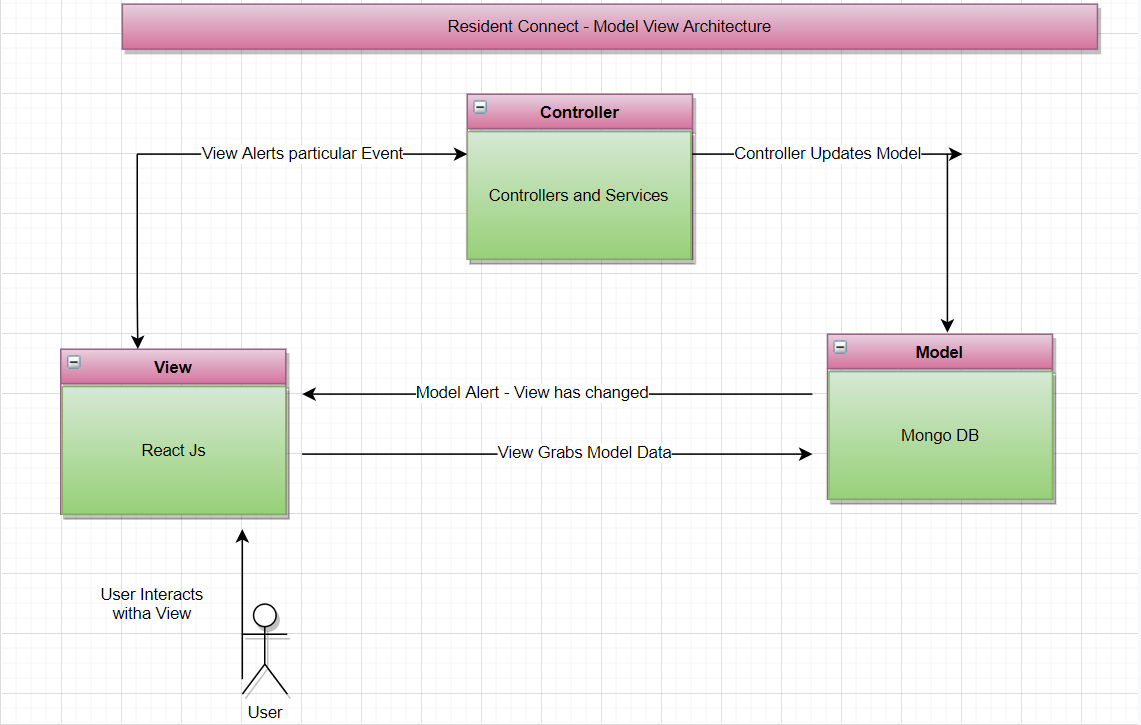 Resident Connect - Model View Architecture
Controller
View Alerts particular Event
Controller Updates Model
Controllers and Services
View
Model
Model Alert - View has changed
Mongo DB
React Js
View Grabs Model Data
User Interacts
witha View
User